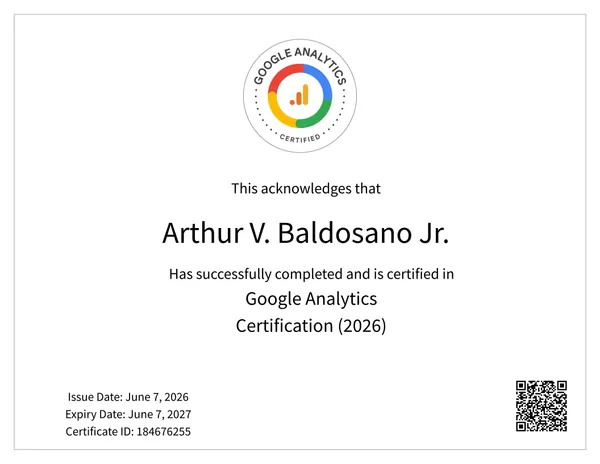 GOOGLE ANALYTICS
CERTIFIED
This acknowledges that
Arthur V. Baldosano Jr.
Has successfully completed and is certified in
Google Analytics
Certification (2026)
Issue Date: June 7, 2026
Expiry Date: June 7, 2027
Certificate ID: 184676255